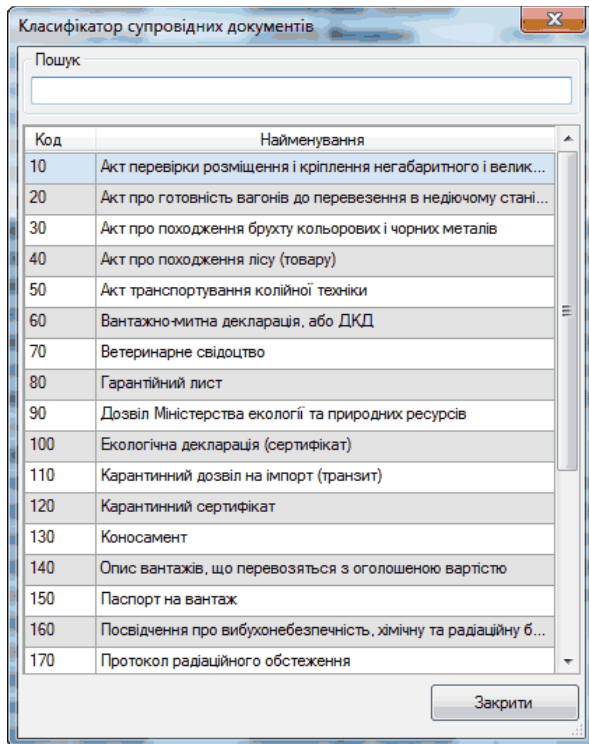 Класифікатор супровідних документів
Пошук
Код Найменування
10 Акт перевірки розміщення і кріплення негабаритного і велик...
20 Акт про готовність вагонів до перевезення в недіючому стані...
30 Акт про походження брухту кольорових і чорних металів
40 Акт про походження лісу (товару)
50 Акт транспортування колійної техніки
60 Вантажно-митна декларація, або ДКД
70 Ветеринарне свідоцтво
80 Гарантійний лист
90 Дозвіл Міністерства екології та природних ресурсів
100 Екологічна декларація (сертифікат)
110 Карантинний дозвіл на імпорт (транзит)
120 Карантинний сертифікат
130 Коносамент
140 Опис вантажів, що перевозяться з оголошеною вартістю
150 Паспорт на вантаж
160 Посвідчення про вибухонебезпечність, хімічну та радіаційну б...
170 Протокол радіаційного обстеження
Закрити